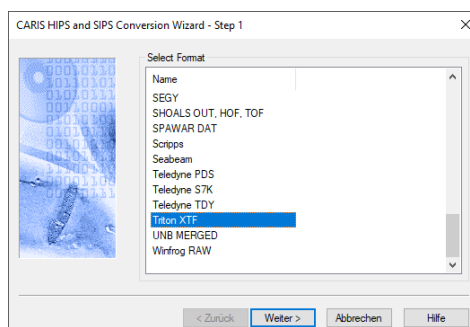 CARIS HIPS and SIPS Conversion Wizard - Step 1
Select Format
Name
SEGY
SHOALS OUT, HOF, TOF
SPAWAR DAT
Scripps
Seabeam
Teledyne PDS
Teledyne S7K
Teledyne TDY
Triton XTF
UNB MERGED
Winfrog RAW
< Zurück Weiter > Abbrechen Hilfe